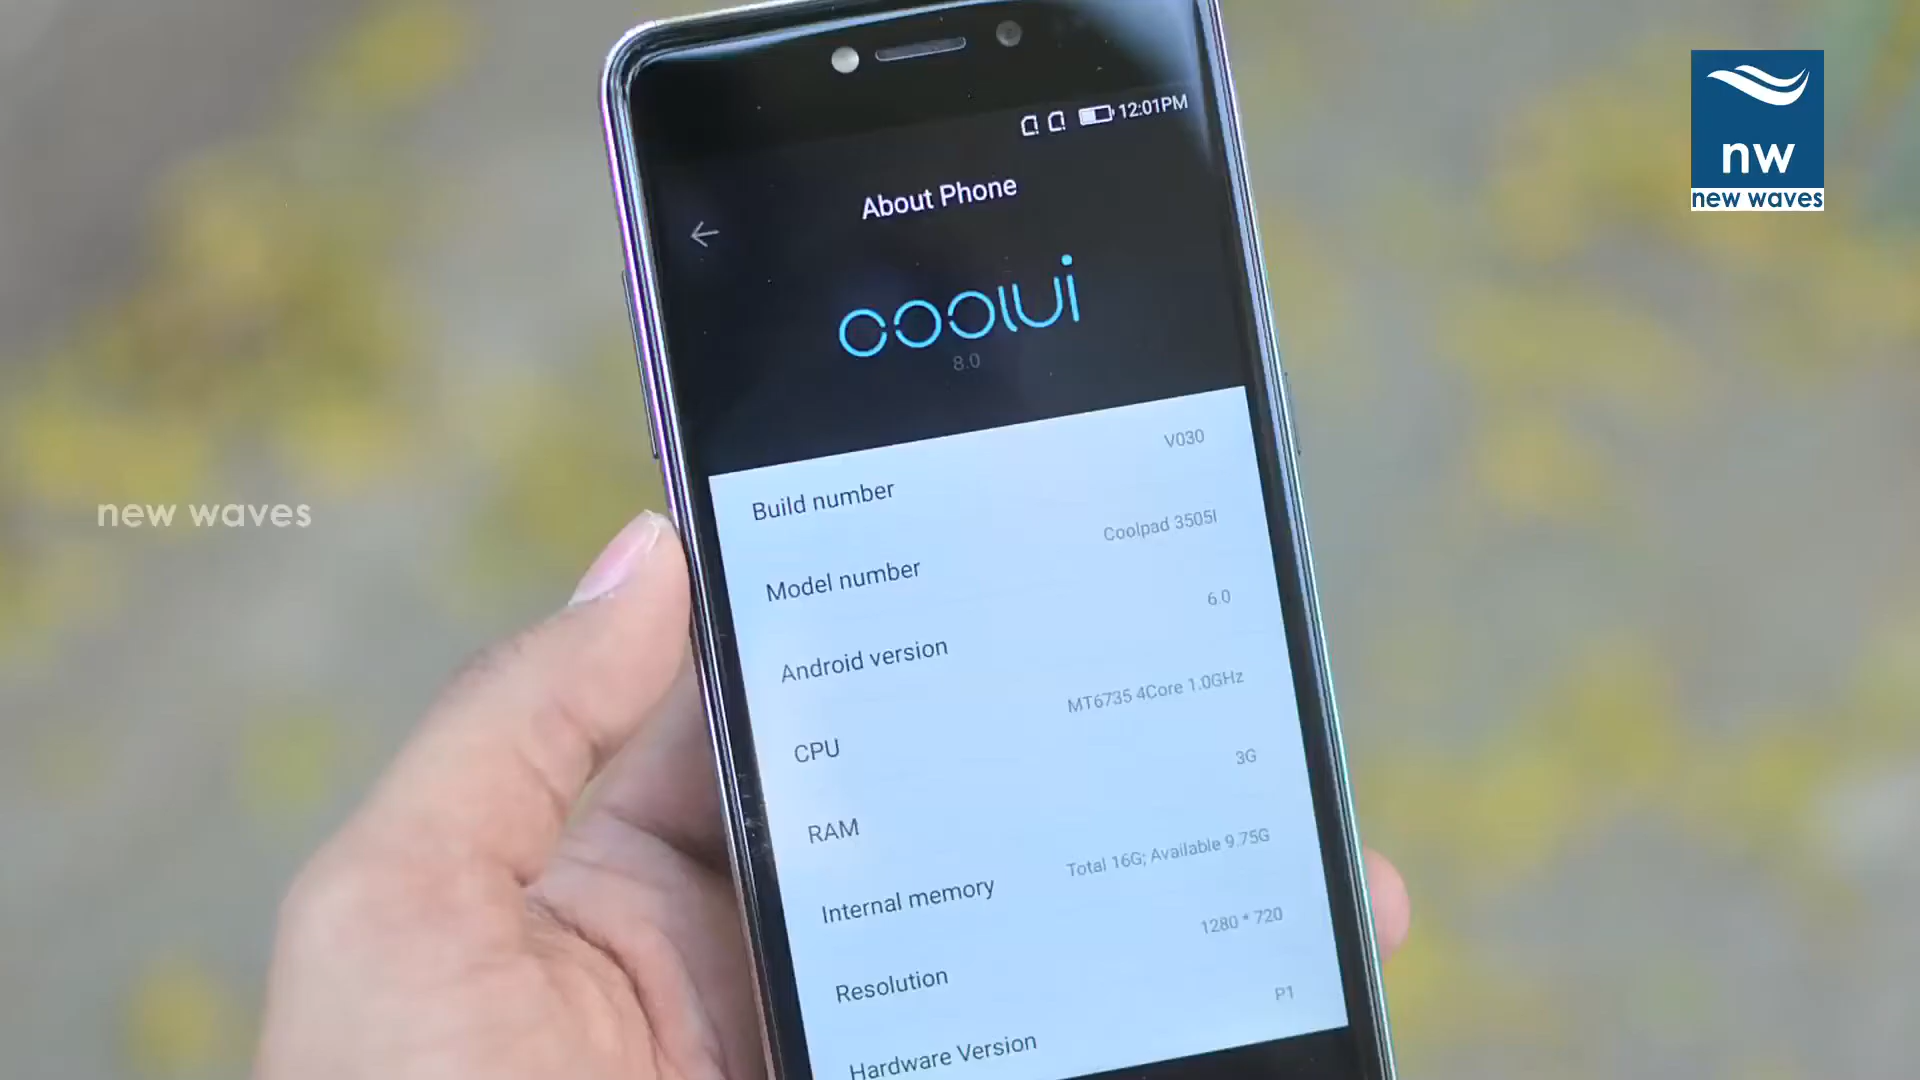 12:01PM
About Phone
coolui
8.0
Build number V030
Model number Coolpad 3505I
Android version 6.0
CPU MT6735 4Core 1.0GHz
RAM 3G
Internal memory Total 16G; Available 9.75G
Resolution 1280 * 720
Hardware Version P1
nw
new waves
new waves